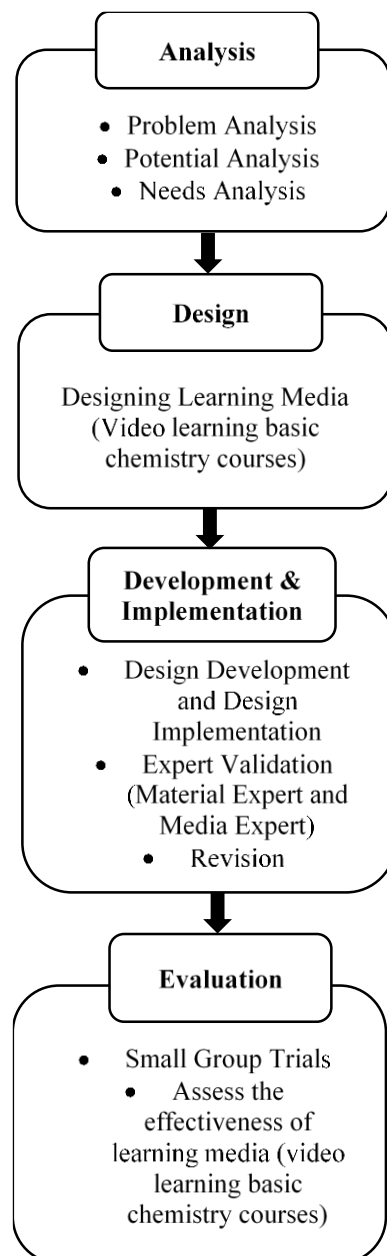 Analysis
• Problem Analysis
• Potential Analysis
• Needs Analysis
Design
Designing Learning Media
(Video learning basic
chemistry courses)
Development &
Implementation
• Design Development
and Design
Implementation
• Expert Validation
(Material Expert and
Media Expert)
• Revision
Evaluation
• Small Group Trials
• Assess the
effectiveness of
learning media (video
learning basic
chemistry courses)